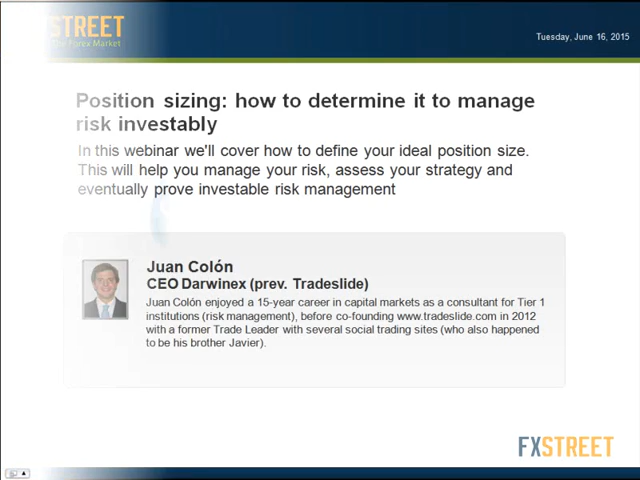 STREET
The Forex Market
Tuesday, June 16, 2015
Position sizing: how to determine it to manage
risk investably
In this webinar we'll cover how to define your ideal position size.
This will help you manage your risk, assess your strategy and
eventually prove investable risk management
Juan Colón
CEO Darwinex (prev. Tradeslide)
Juan Colón enjoyed a 15-year career in capital markets as a consultant for Tier 1
institutions (risk management), before co-founding www.tradeslide.com in 2012
with a former Trade Leader with several social trading sites (who also happened
to be his brother Javier).
FXSTREET